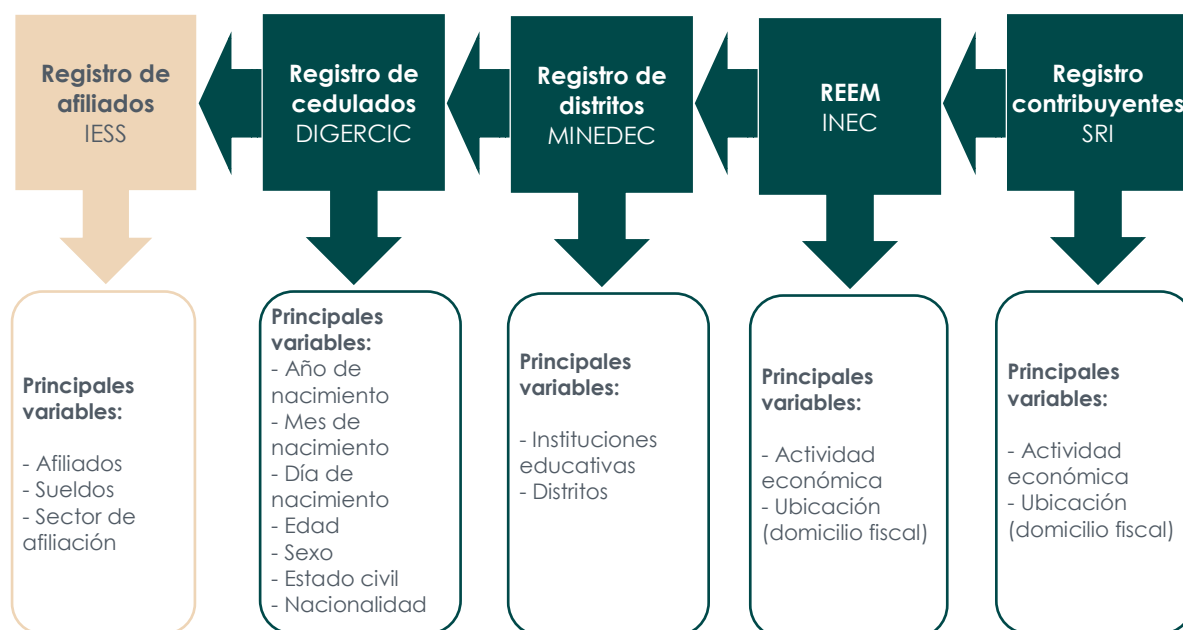 Registro de
afiliados
IESS
Registro de
cedulados
DIGERCIC
Registro de
distritos
MINEDEC
REEM
INEC
Registro
contribuyentes
SRI
Principales
variables:
- Afiliados
- Sueldos
- Sector de
afiliación
Principales
variables:
- Año de
nacimiento
- Mes de
nacimiento
- Día de
nacimiento
- Edad
- Sexo
- Estado civil
- Nacionalidad
Principales
variables:
- Instituciones
educativas
- Distritos
Principales
variables:
- Actividad
económica
- Ubicación
(domicilio fiscal)
Principales
variables:
- Actividad
económica
- Ubicación
(domicilio fiscal)